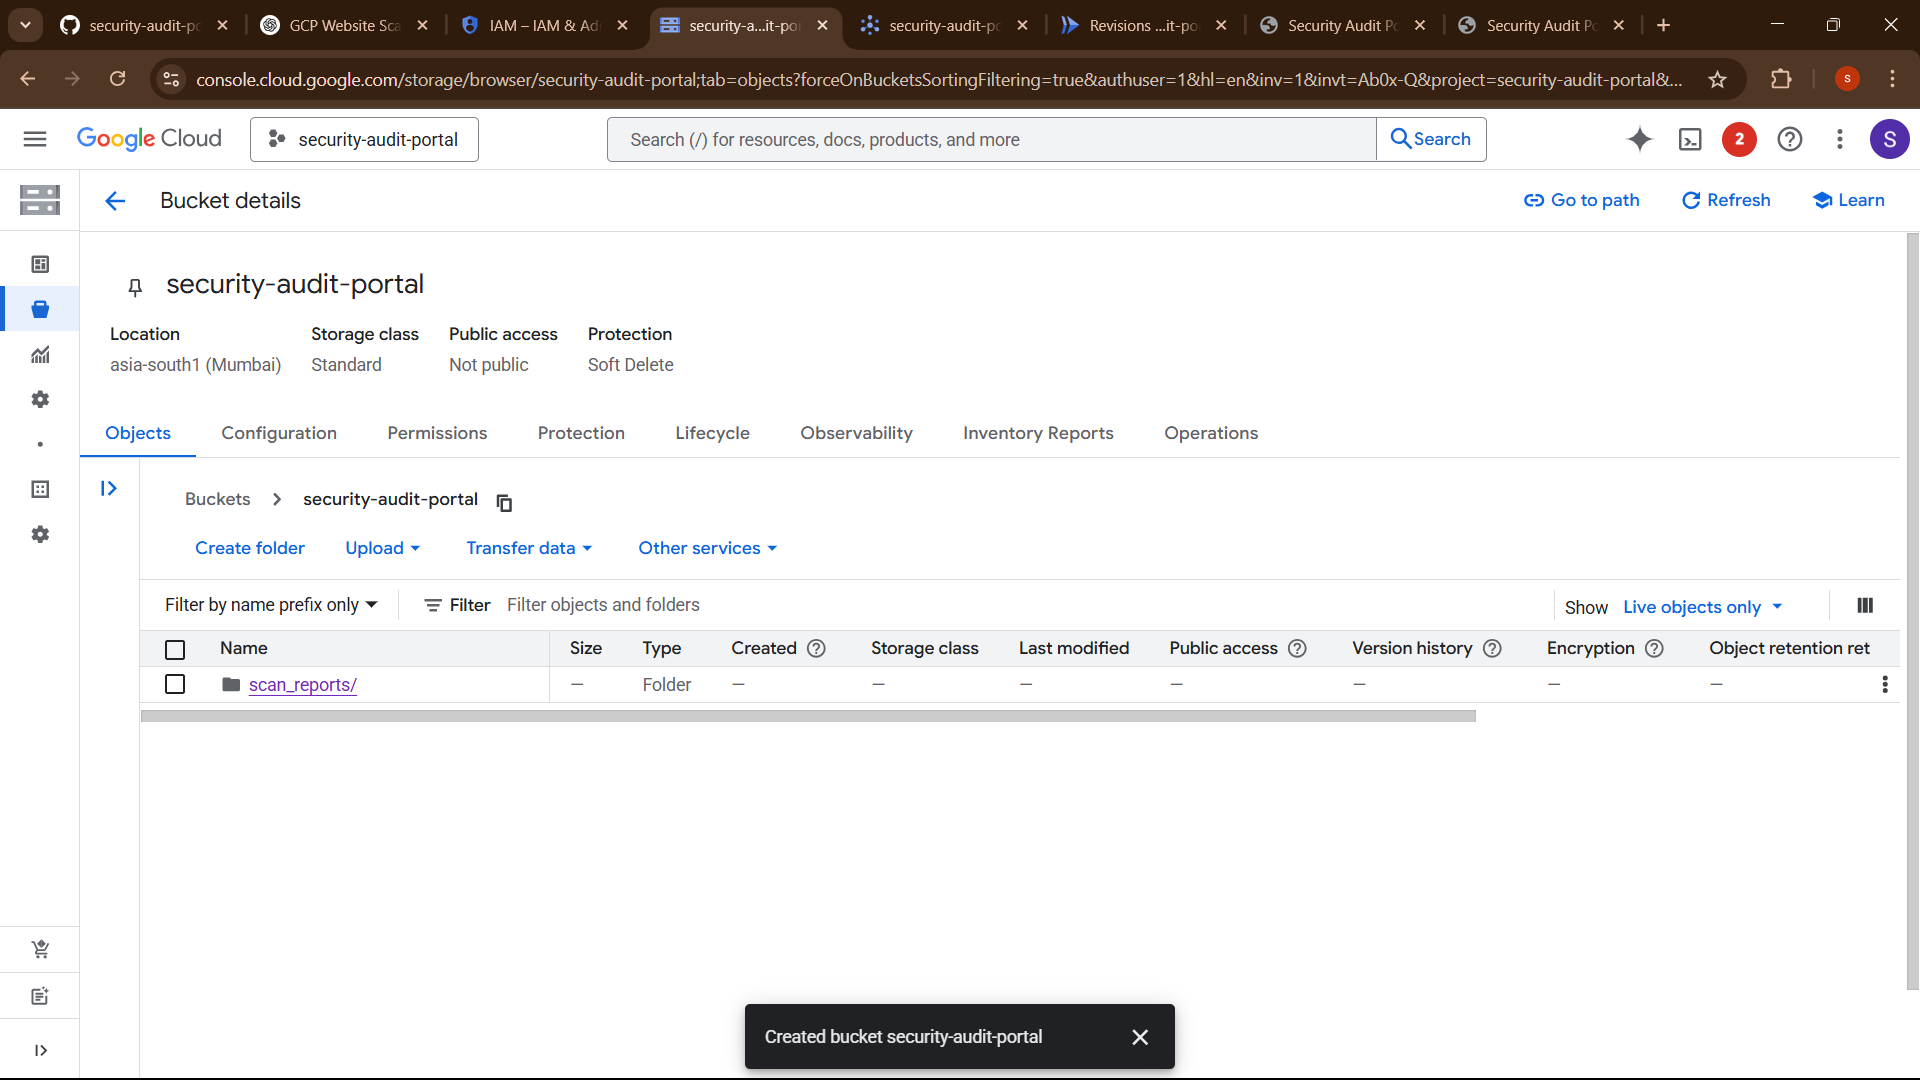 security-audit-po
GCP Website Sca
IAM – IAM & Ad
security-a...it-por
security-audit-po
Revisions ...it-po
Security Audit Po
Security Audit Po
console.cloud.google.com/storage/browser/security-audit-portal;tab=objects?forceOnBucketsSortingFiltering=true&authuser=1&hl=en&inv=1&invt=Ab0x-Q&project=security-audit-portal&...
S
Google Cloud
security-audit-portal
Search (/) for resources, docs, products, and more
Search
2
S
Bucket details
Go to path
Refresh
Learn
security-audit-portal
Location
Storage class
Public access
Protection
asia-south1 (Mumbai)
Standard
Not public
Soft Delete
Objects
Configuration
Permissions
Protection
Lifecycle
Observability
Inventory Reports
Operations
Buckets
security-audit-portal
Create folder
Upload
Transfer data
Other services
Filter by name prefix only
Filter
Filter objects and folders
Show
Live objects only
Name
Size
Type
Created
Storage class
Last modified
Public access
Version history
Encryption
Object retention ret
scan_reports/
—
Folder
—
—
—
—
—
—
—
Created bucket security-audit-portal